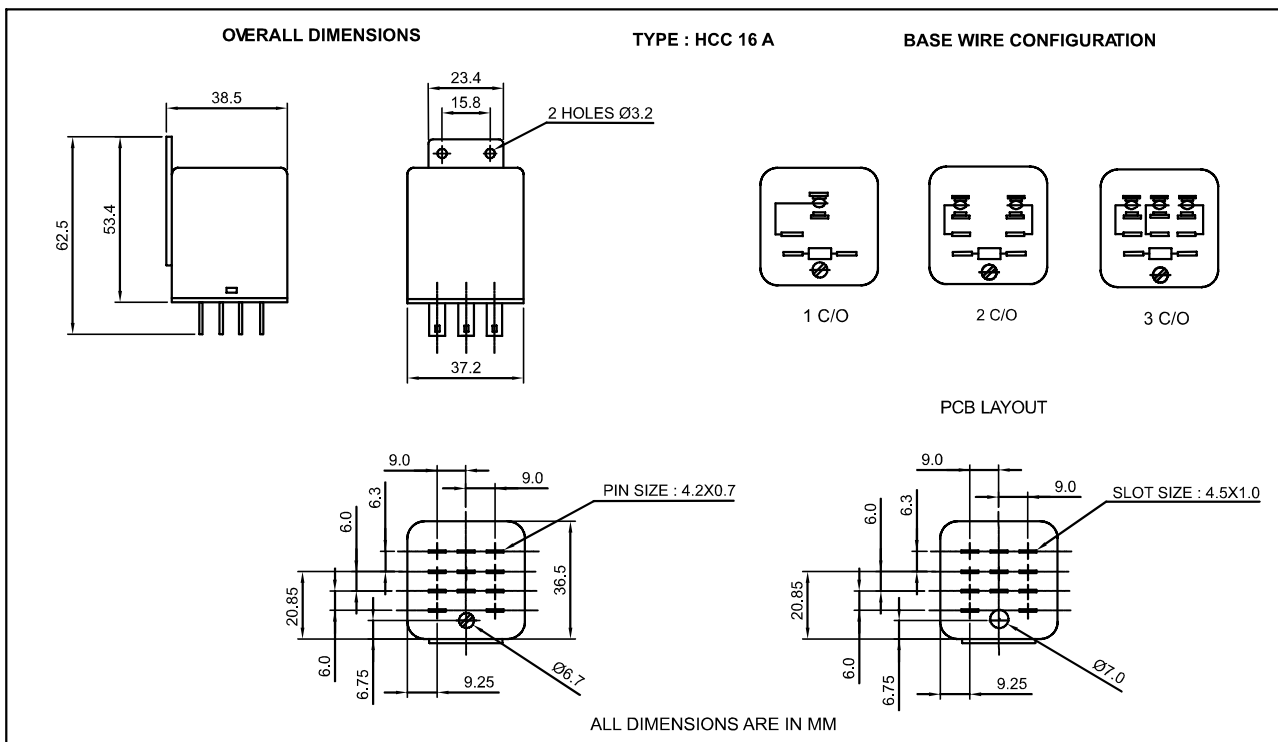 OVERALL DIMENSIONS
TYPE : HCC 16 A
BASE WIRE CONFIGURATION
38.5
62.5
53.4
23.4
15.8
2 HOLES Ø3.2
37.2
1 C/O
2 C/O
3 C/O
PCB LAYOUT
9.0
9.0
6.3
6.0
PIN SIZE : 4.2X0.7
20.85
36.5
6.0
6.75
9.25
Ø6.7
9.0
9.0
6.3
6.0
SLOT SIZE : 4.5X1.0
20.85
6.0
6.75
9.25
Ø7.0
ALL DIMENSIONS ARE IN MM